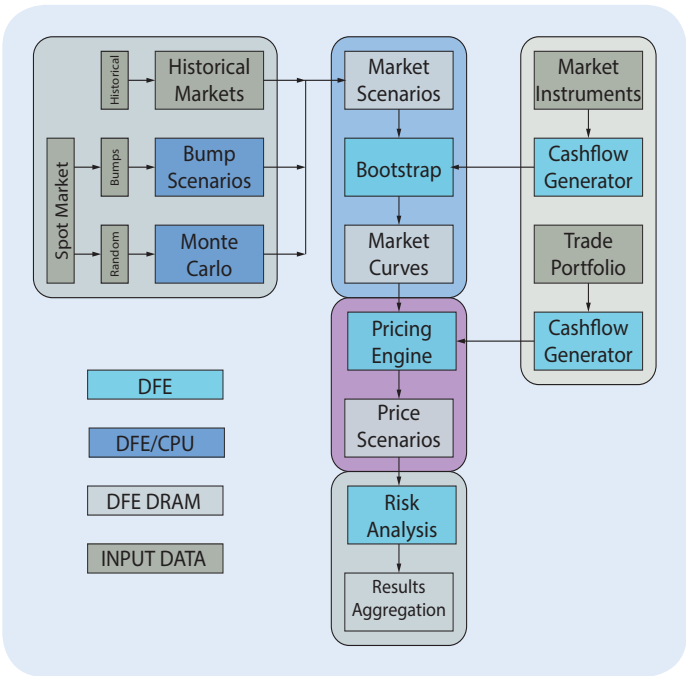 Historical
Historical
Markets
Spot Market
Bumps
Bump
Scenarios
Random
Monte
Carlo
Market
Scenarios
Bootstrap
Market
Curves
Pricing
Engine
Price
Scenarios
Risk
Analysis
Results
Aggregation
Market
Instruments
Cashflow
Generator
Trade
Portfolio
Cashflow
Generator
DFE
DFE/CPU
DFE DRAM
INPUT DATA